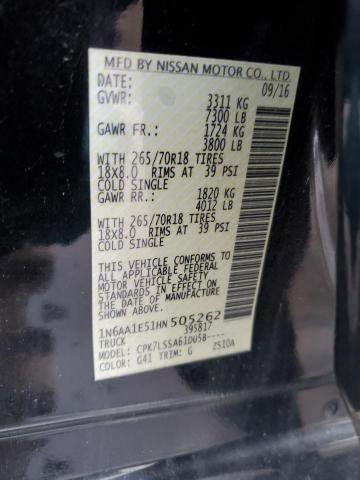 MFD BY NISSAN MOTOR CO., LTD.
DATE: 09/16
GVWR: 3311 KG
7300 LB
GAWR FR.: 1724 KG
3800 LB
WITH 265/70R18 TIRES
18X8.0 RIMS AT 39 PSI
COLD SINGLE
GAWR RR.: 1820 KG
4012 LB
WITH 265/70R18 TIRES
18X8.0 RIMS AT 39 PSI
COLD SINGLE
THIS VEHICLE CONFORMS TO
ALL APPLICABLE FEDERAL
MOTOR VEHICLE SAFETY
STANDARDS IN EFFECT ON
THE DATE OF MANUFACTURE
SHOWN ABOVE.
1N6AA1E51HN 505262
TRUCK 395817
MODEL: CPK7LSSA61DU5B----
COLOR: G41 TRIM: G ZS10A